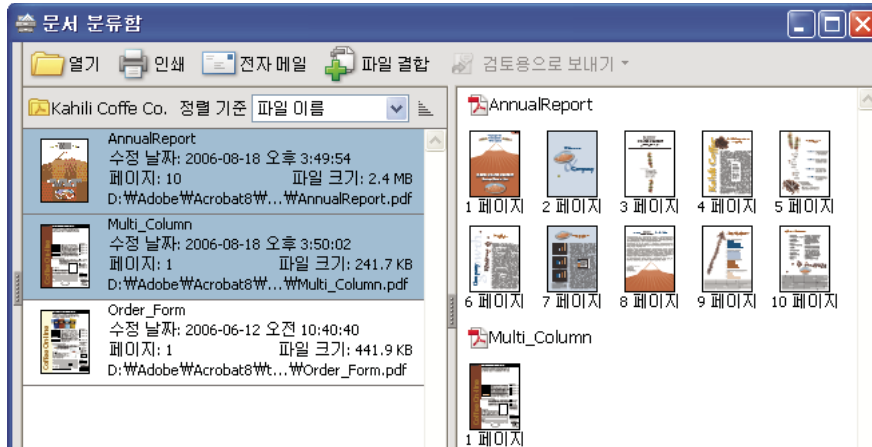 문서 분류함
열기 인쇄 전자 메일 파일 결합 검토용으로 보내기
Kahili Coffe Co. 정렬 기준 파일 이름
AnnualReport
수정 날짜: 2006-08-18 오후 3:49:54
페이지: 10 파일 크기: 2.4 MB
D:₩Adobe₩Acrobat8₩...₩AnnualReport.pdf
Multi_Column
수정 날짜: 2006-08-18 오후 3:50:02
페이지: 1 파일 크기: 241.7 KB
D:₩Adobe₩Acrobat8₩...₩Multi_Column.pdf
Order_Form
수정 날짜: 2006-06-12 오전 10:40:40
페이지: 1 파일 크기: 441.9 KB
D:₩Adobe₩Acrobat8₩t...₩Order_Form.pdf
AnnualReport
1 페이지 2 페이지 3 페이지 4 페이지 5 페이지
6 페이지 7 페이지 8 페이지 9 페이지 10 페이지
Multi_Column
1 페이지